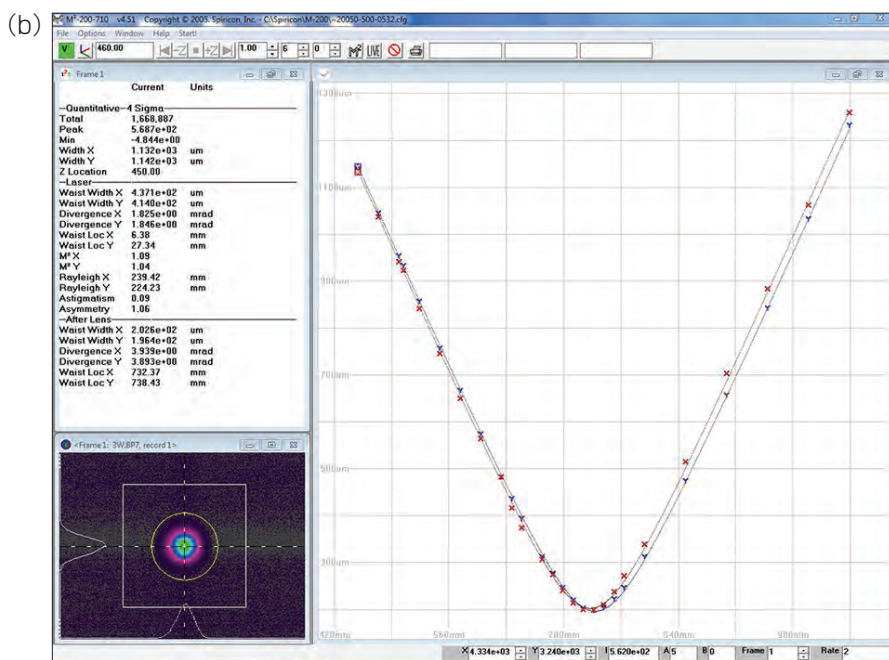 (b)
M²-200-710 v4.51 Copyright © 2005. Spiricon, Inc. - C:\Spiricon\M-200\~20050-500-0532.cfg
File Options Window Help Start!
V 460.00 -Z +Z 1.00 6 0 M² LIVE
Frame 1
Current Units
Quantitative-4 Sigma
Total 1,668,887
Peak 5.687e+02
Min -4.844e+00
Width X 1.132e+03 um
Width Y 1.142e+03 um
Z Location 450.00
Laser
Waist Width X 4.371e+02 um
Waist Width Y 4.140e+02 um
Divergence X 1.825e+00 mrad
Divergence Y 1.846e+00 mrad
Waist Loc X 6.38 mm
Waist Loc Y 27.34 mm
M² X 1.09
M² Y 1.04
Rayleigh X 239.42 mm
Rayleigh Y 224.23 mm
Astigmatism 0.09
Asymmetry 1.06
After Lens
Waist Width X 2.026e+02 um
Waist Width Y 1.964e+02 um
Divergence X 3.939e+00 mrad
Divergence Y 3.893e+00 mrad
Waist Loc X 732.37 mm
Waist Loc Y 738.43 mm
<Frame 1: 3W.BP7, record 1>
1300um
1100um
900um
700um
500um
300um
420mm 560mm 700mm 840mm 980mm
X 4.334e+03 Y 3.240e+03 I 5.620e+02 A 5 B 0 Frame 1 Rate 2